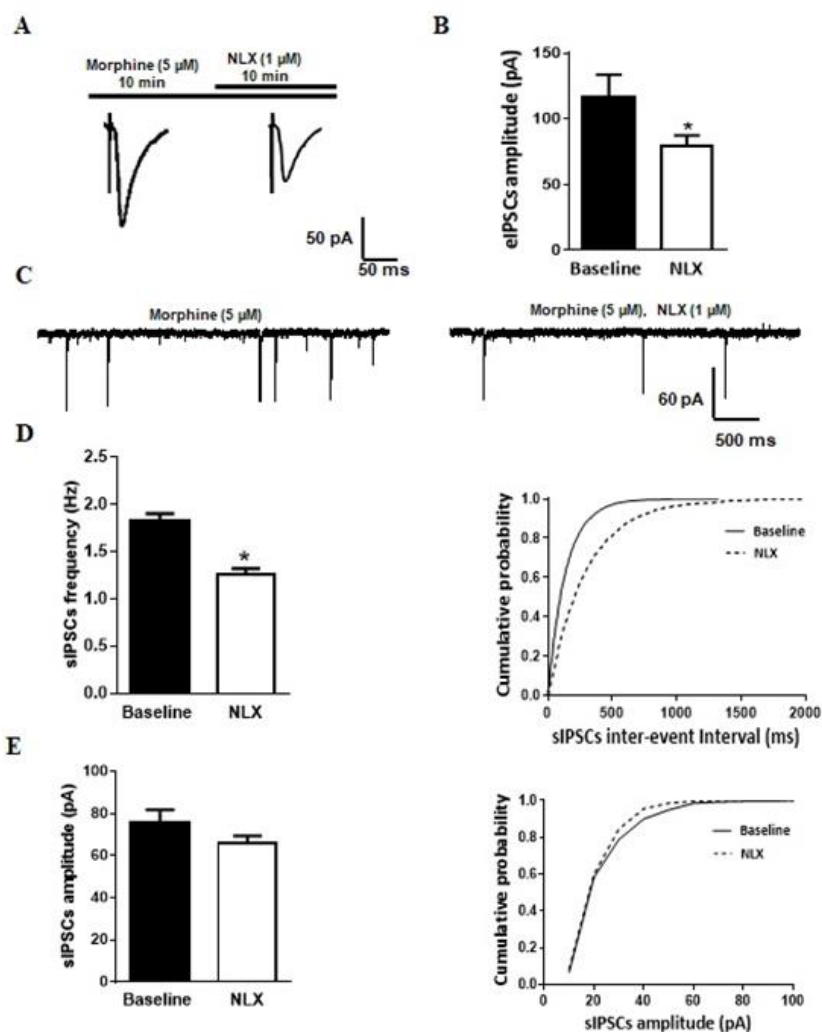 A
Morphine (5 µM)
10 min
NLX (1 µM)
10 min
50 pA
50 ms
B
eIPSCs amplitude (pA)
150
100
50
0
*
Baseline NLX
C
Morphine (5 µM)
Morphine (5 µM), NLX (1 µM)
60 pA
500 ms
D
sIPSCs frequency (Hz)
2.5
2.0
1.5
1.0
0.5
0.0
*
Baseline NLX
Cumulative probability
1.0
0.8
0.6
0.4
0.2
0.0
Baseline
NLX
0 500 1000 1500 2000
sIPSCs inter-event Interval (ms)
E
sIPSCs amplitude (pA)
100
80
60
40
20
0
Baseline NLX
Cumulative probability
1.0
0.8
0.6
0.4
0.2
0.0
Baseline
NLX
0 20 40 60 80 100
sIPSCs amplitude (pA)